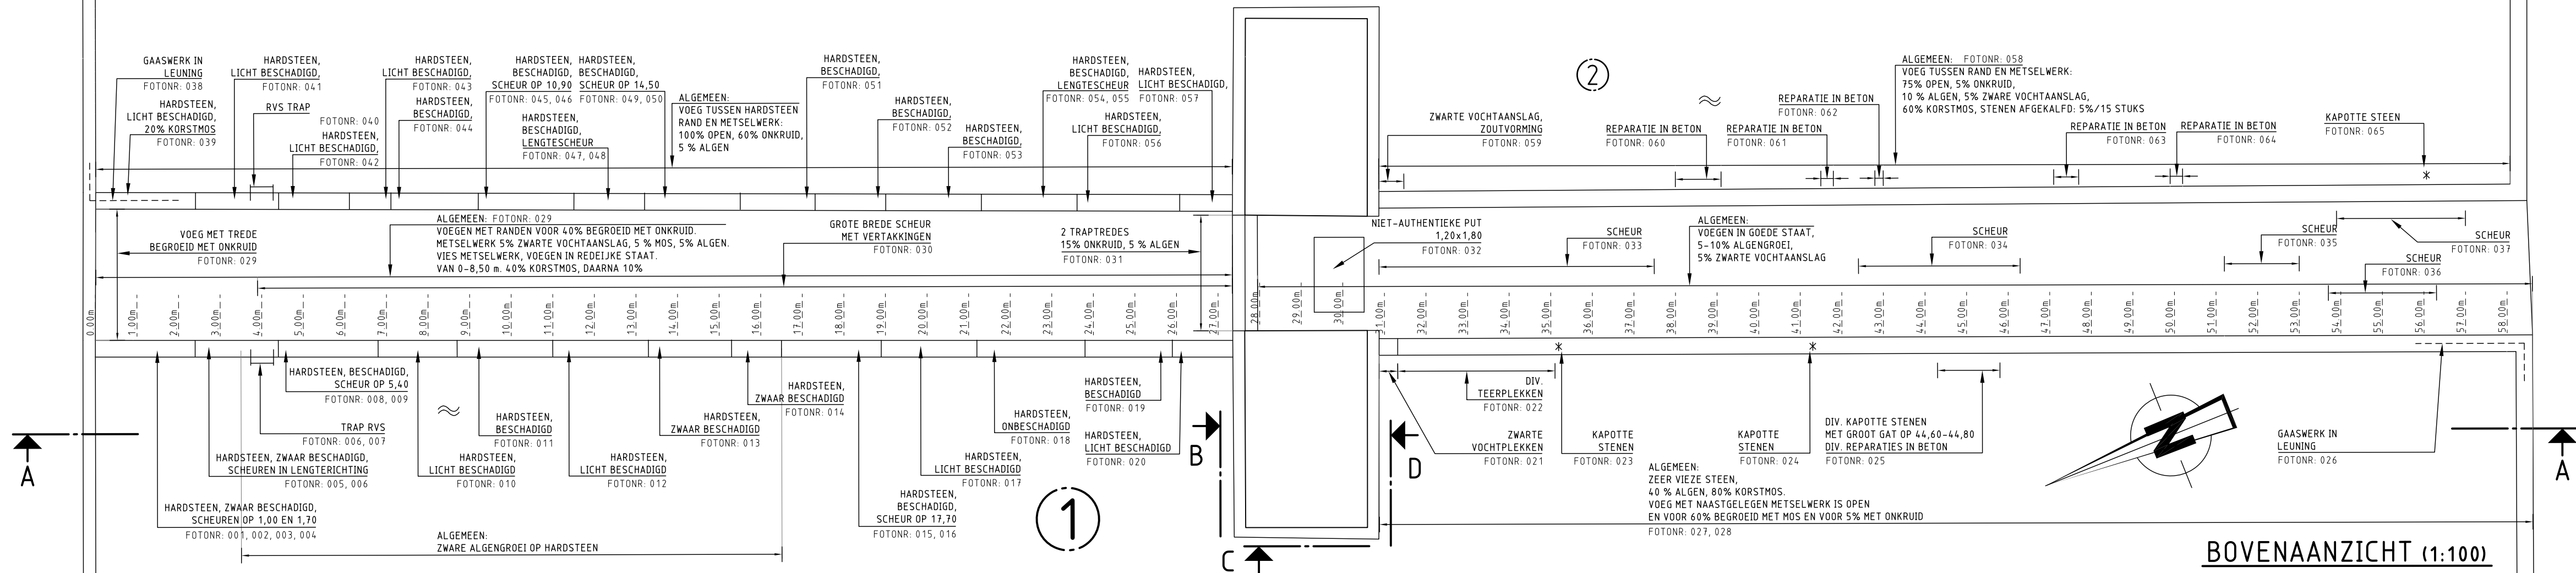 GAASWERK IN
LEUNING
FOTONR: 038
HARDSTEEN,
LICHT BESCHADIGD,
20% KORSTMOS
FOTONR: 039
HARDSTEEN,
LICHT BESCHADIGD,
FOTONR: 041
RVS TRAP
FOTONR: 040
HARDSTEEN,
LICHT BESCHADIGD,
FOTONR: 042
HARDSTEEN,
LICHT BESCHADIGD,
FOTONR: 043
HARDSTEEN,
BESCHADIGD,
FOTONR: 044
HARDSTEEN,
BESCHADIGD,
SCHEUR OP 10,90
FOTONR: 045, 046
HARDSTEEN,
BESCHADIGD,
LENGTESCHEUR
FOTONR: 047, 048
HARDSTEEN,
BESCHADIGD,
SCHEUR OP 14,50
FOTONR: 049, 050
ALGEMEEN:
VOEG TUSSEN HARDSTEEN
RAND EN METSELWERK:
100% OPEN, 60% ONKRUID,
5 % ALGEN
HARDSTEEN,
BESCHADIGD,
FOTONR: 051
HARDSTEEN,
BESCHADIGD,
FOTONR: 052
HARDSTEEN,
BESCHADIGD,
FOTONR: 053
HARDSTEEN,
BESCHADIGD,
LENGTESCHEUR
FOTONR: 054, 055
HARDSTEEN,
LICHT BESCHADIGD,
FOTONR: 057
HARDSTEEN,
LICHT BESCHADIGD,
FOTONR: 056
ZWARTE VOCHTAANSLAG,
ZOUTVORMING
FOTONR: 059
2
REPARATIE IN BETON
FOTONR: 060
REPARATIE IN BETON
FOTONR: 061
REPARATIE IN BETON
FOTONR: 062
ALGEMEEN: FOTONR: 058
VOEG TUSSEN RAND EN METSELWERK:
75% OPEN, 5% ONKRUID,
10 % ALGEN, 5% ZWARE VOCHTAANSLAG,
60% KORSTMOS, STENEN AFGEKALFD: 5%/15 STUKS
REPARATIE IN BETON
FOTONR: 063
REPARATIE IN BETON
FOTONR: 064
KAPOTTE STEEN
FOTONR: 065
VOEG MET TREDE
BEGROEID MET ONKRUID
FOTONR: 029
ALGEMEEN: FOTONR: 029
VOEGEN MET RANDEN VOOR 40% BEGROEID MET ONKRUID.
METSELWERK 5% ZWARTE VOCHTAANSLAG, 5 % MOS, 5% ALGEN.
VIES METSELWERK, VOEGEN IN REDEIJKE STAAT.
VAN 0-8,50 m. 40% KORSTMOS, DAARNA 10%
GROTE BREDE SCHEUR
MET VERTAKKINGEN
FOTONR: 030
2 TRAPTREDES
15% ONKRUID, 5 % ALGEN
FOTONR: 031
NIET-AUTHENTIEKE PUT
1,20x1,80
FOTONR: 032
SCHEUR
FOTONR: 033
ALGEMEEN:
VOEGEN IN GOEDE STAAT,
5-10% ALGENGROEI,
5% ZWARTE VOCHTAANSLAG
SCHEUR
FOTONR: 034
SCHEUR
FOTONR: 035
SCHEUR
FOTONR: 037
SCHEUR
FOTONR: 036
0.00m
1.00m
2.00m
3.00m
4.00m
5.00m
6.00m
7.00m
8.00m
9.00m
10.00m
11.00m
12.00m
13.00m
14.00m
15.00m
16.00m
17.00m
18.00m
19.00m
20.00m
21.00m
22.00m
23.00m
24.00m
25.00m
26.00m
27.00m
28.00m
29.00m
30.00m
31.00m
32.00m
33.00m
34.00m
35.00m
36.00m
37.00m
38.00m
39.00m
40.00m
41.00m
42.00m
43.00m
44.00m
45.00m
46.00m
47.00m
48.00m
49.00m
50.00m
51.00m
52.00m
53.00m
54.00m
55.00m
56.00m
57.00m
58.00m
HARDSTEEN, BESCHADIGD,
SCHEUR OP 5,40
FOTONR: 008, 009
TRAP RVS
FOTONR: 006, 007
HARDSTEEN, ZWAAR BESCHADIGD,
SCHEUREN IN LENGTERICHTING
FOTONR: 005, 006
HARDSTEEN, ZWAAR BESCHADIGD,
SCHEUREN OP 1,00 EN 1,70
FOTONR: 001, 002, 003, 004
HARDSTEEN,
LICHT BESCHADIGD
FOTONR: 010
HARDSTEEN,
BESCHADIGD
FOTONR: 011
HARDSTEEN,
LICHT BESCHADIGD
FOTONR: 012
HARDSTEEN,
ZWAAR BESCHADIGD
FOTONR: 013
HARDSTEEN,
ZWAAR BESCHADIGD
FOTONR: 014
ALGEMEEN:
ZWARE ALGENGROEI OP HARDSTEEN
HARDSTEEN,
BESCHADIGD,
SCHEUR OP 17,70
FOTONR: 015, 016
HARDSTEEN,
LICHT BESCHADIGD
FOTONR: 017
HARDSTEEN,
ONBESCHADIGD
FOTONR: 018
HARDSTEEN,
BESCHADIGD
FOTONR: 019
HARDSTEEN,
LICHT BESCHADIGD
FOTONR: 020
1
A
B
C
D
ZWARTE
VOCHTPLEKKEN
FOTONR: 021
DIV.
TEERPLEKKEN
FOTONR: 022
KAPOTTE
STENEN
FOTONR: 023
KAPOTTE
STENEN
FOTONR: 024
DIV. KAPOTTE STENEN
MET GROOT GAT OP 44,60-44,80
DIV. REPARATIES IN BETON
FOTONR: 025
ALGEMEEN:
ZEER VIEZE STEEN,
40 % ALGEN, 80% KORSTMOS.
VOEG MET NAASTGELEGEN METSELWERK IS OPEN
EN VOOR 60% BEGROEID MET MOS EN VOOR 5% MET ONKRUID
FOTONR: 027, 028
N
GAASWERK IN
LEUNING
FOTONR: 026
A
BOVENAANZICHT (1:100)